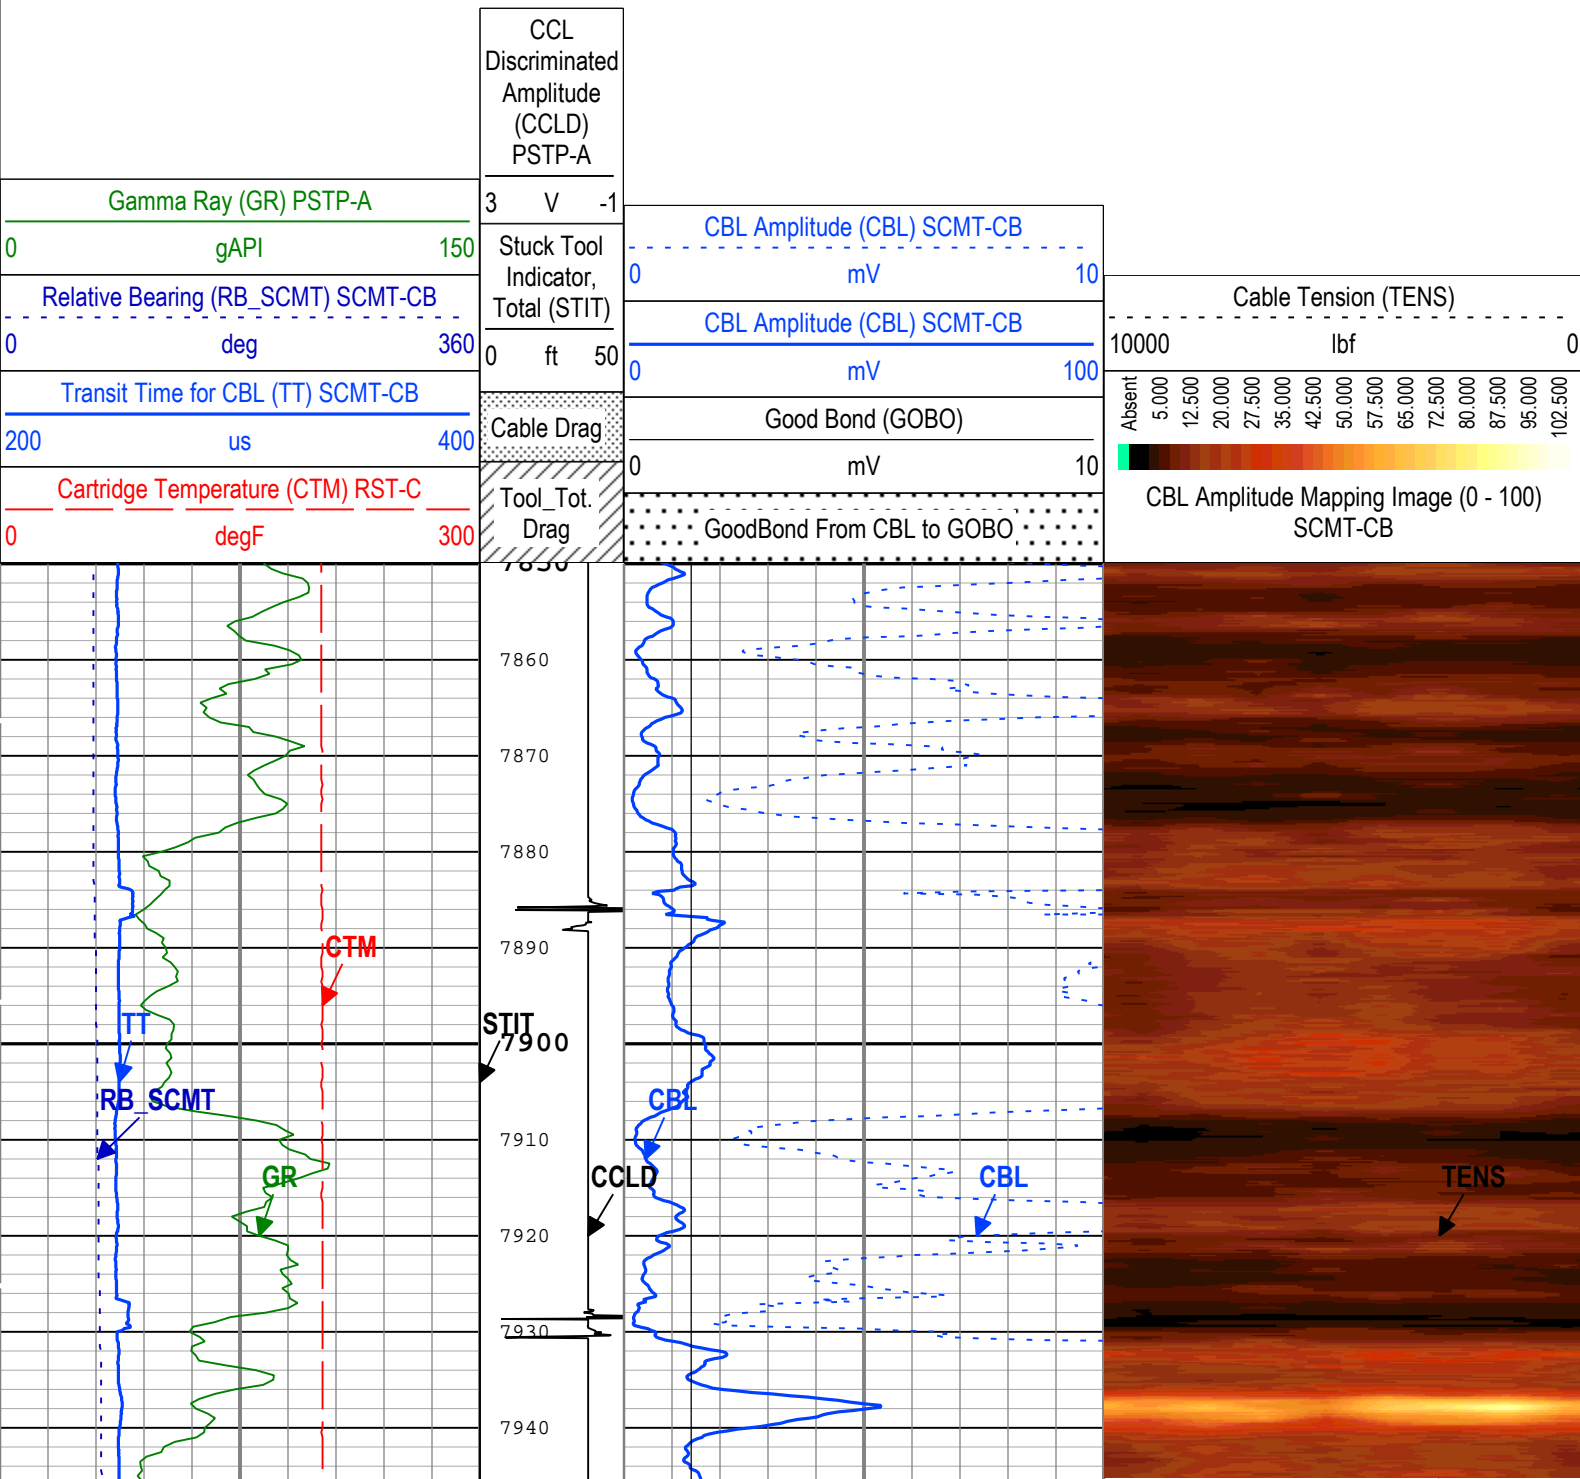 CCL
Discriminated
Amplitude
(CCLD)
PSTP-A
3 V -1
Stuck Tool
Indicator,
Total (STIT)
0 ft 50
Cable Drag
Tool_Tot.
Drag
Gamma Ray (GR) PSTP-A
0 gAPI 150
Relative Bearing (RB_SCMT) SCMT-CB
0 deg 360
Transit Time for CBL (TT) SCMT-CB
200 us 400
Cartridge Temperature (CTM) RST-C
0 degF 300
CBL Amplitude (CBL) SCMT-CB
0 mV 10
CBL Amplitude (CBL) SCMT-CB
0 mV 100
Good Bond (GOBO)
0 mV 10
GoodBond From CBL to GOBO
Cable Tension (TENS)
10000 lbf 0
Absent 5.000 12.500 20.000 27.500 35.000 42.500 50.000 57.500 65.000 72.500 80.000 87.500 95.000 102.500
CBL Amplitude Mapping Image (0 - 100)
SCMT-CB
7850
7860
7870
7880
7890
CTM
TT
STIT
7900
RB_SCMT
CBL
7910
GR
CCLD
CBL
TENS
7920
7930
7940